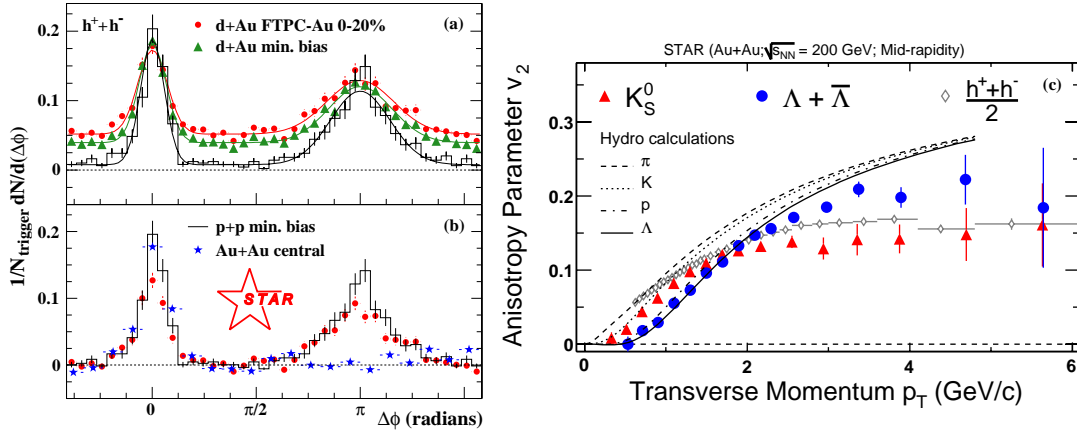 h⁺+h⁻
d+Au FTPC-Au 0-20%
d+Au min. bias
(a)
0.2
0.1
0
1/N_trigger dN/d(Δϕ)
p+p min. bias
Au+Au central
(b)
STAR
0.2
0.1
0
0 π/2 π
Δϕ (radians)
STAR (Au+Au; √s_NN = 200 GeV; Mid-rapidity)
(c)
K⁰_S
Λ + Λ̅
h⁺+h⁻
2
Hydro calculations
π
K
p
Λ
Anisotropy Parameter v₂
0.3
0.2
0.1
0
0 2 4 6
Transverse Momentum p_T (GeV/c)